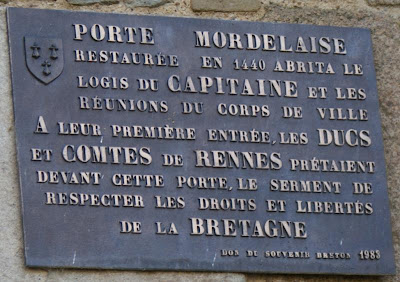 PORTE MORDELAISE
RESTAURÉE EN 1440 ABRITA LE
LOGIS DU CAPITAINE ET LES
RÉUNIONS DU CORPS DE VILLE
A LEUR PREMIÈRE ENTRÉE, LES DUCS
ET COMTES DE RENNES PRÊTAIENT
DEVANT CETTE PORTE, LE SERMENT DE
RESPECTER LES DROITS ET LIBERTÉS
DE LA BRETAGNE
DON DU SOUVENIR BRETON 1983